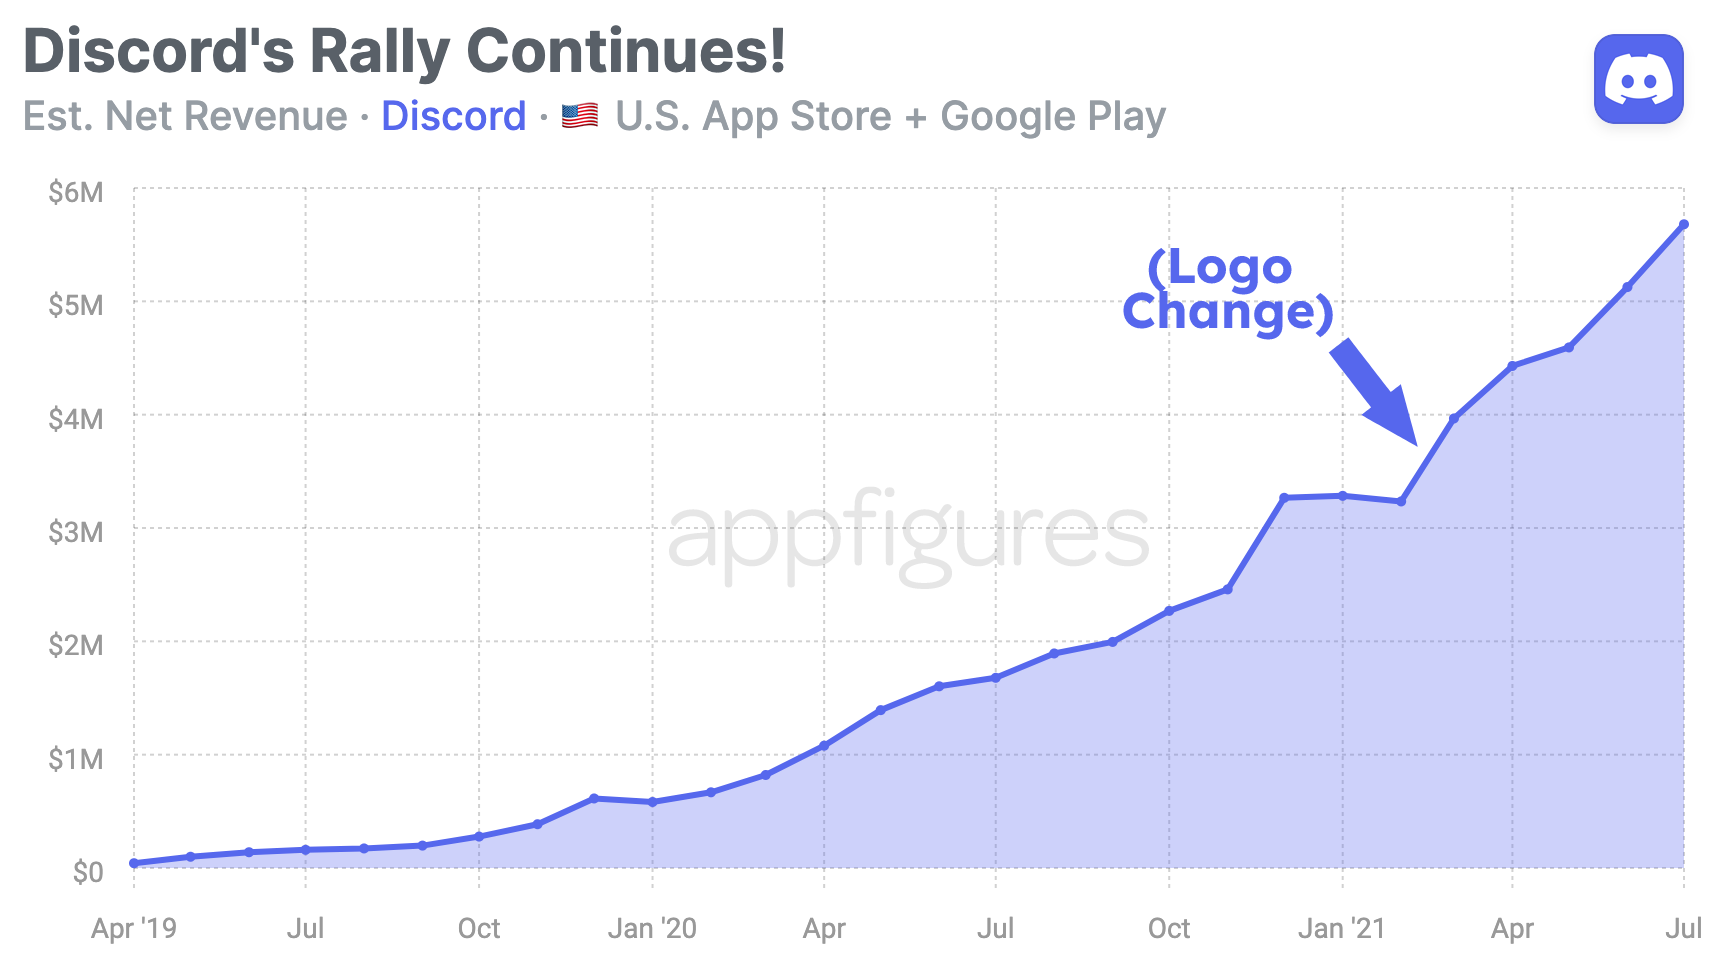 Discord's Rally Continues!
Est. Net Revenue · Discord · 🇺🇸 U.S. App Store + Google Play
$6M
(Logo
Change)
$5M
$4M
appfigures
$3M
$2M
$1M
$0
Apr '19 Jul Oct Jan '20 Apr Jul Oct Jan '21 Apr Jul